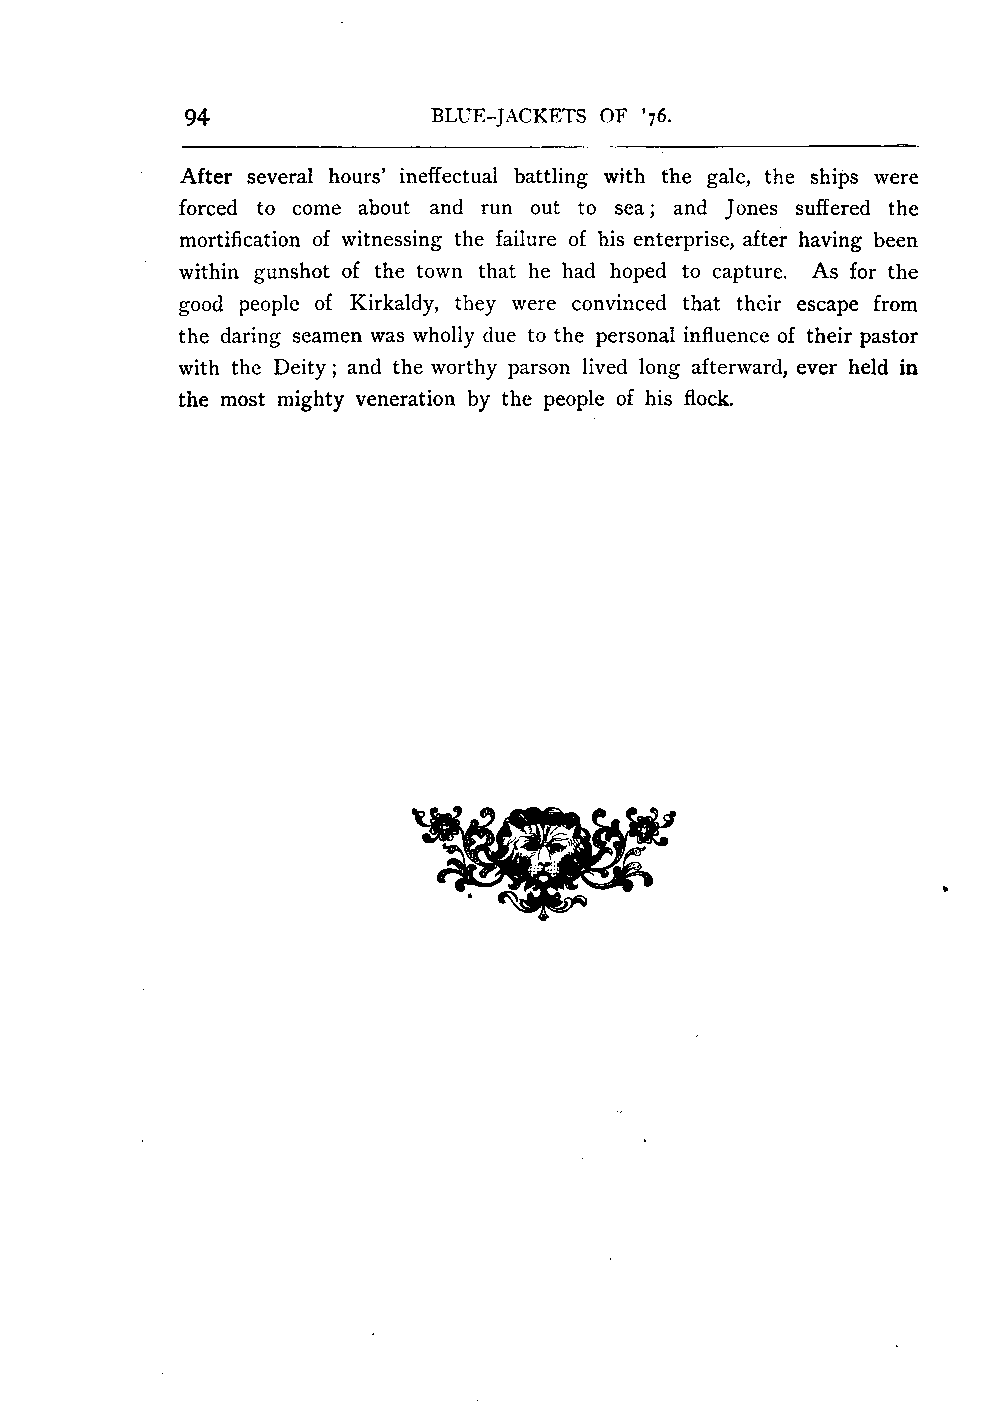 94 BLUE-JACKETS OF '76.
After several hours' ineffectual battling with the gale, the ships were
forced to come about and run out to sea; and Jones suffered the
mortification of witnessing the failure of his enterprise, after having been
within gunshot of the town that he had hoped to capture. As for the
good people of Kirkaldy, they were convinced that their escape from
the daring seamen was wholly due to the personal influence of their pastor
with the Deity; and the worthy parson lived long afterward, ever held in
the most mighty veneration by the people of his flock.